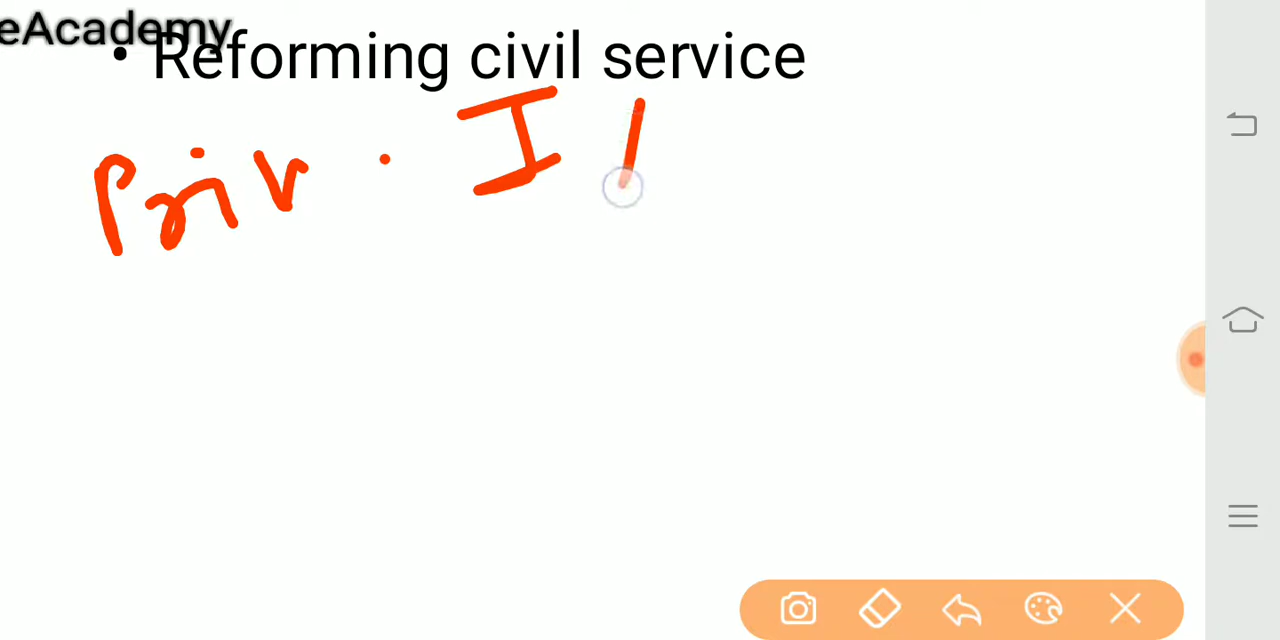 eAcademy
• Reforming civil service
Priv. I